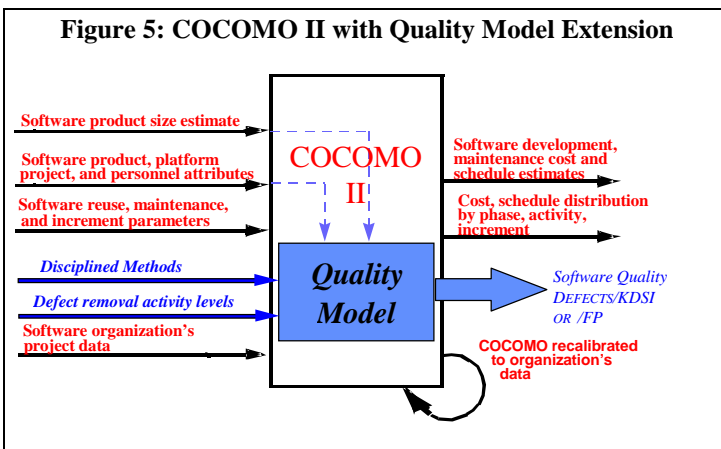 Figure 5: COCOMO II with Quality Model Extension
Software product size estimate
Software product, platform
project, and personnel attributes
Software reuse, maintenance,
and increment parameters
Disciplined Methods
Defect removal activity levels
Software organization's
project data
COCOMO
II
Quality
Model
Software development,
maintenance cost and
schedule estimates
Cost, schedule distribution
by phase, activity,
increment
Software Quality
DEFECTS/KDSI
OR /FP
COCOMO recalibrated
to organization's
data